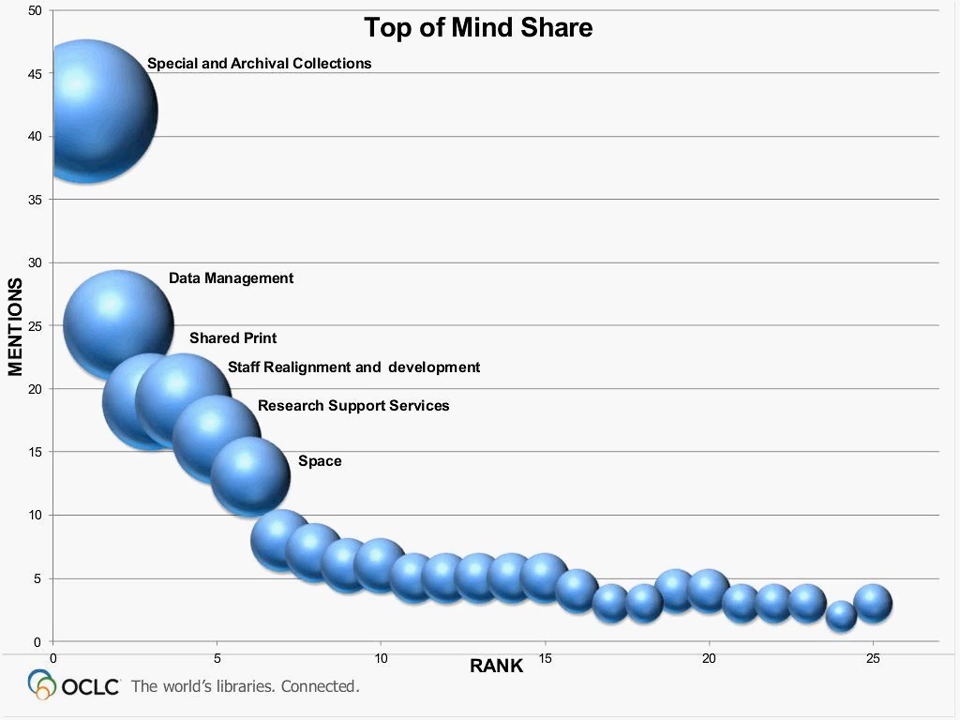 Top of Mind Share
50
45
40
35
30
25
20
15
10
5
0
MENTIONS
Special and Archival Collections
Data Management
Shared Print
Staff Realignment and development
Research Support Services
Space
0
5
10
15
20
25
RANK
OCLC The world's libraries. Connected.